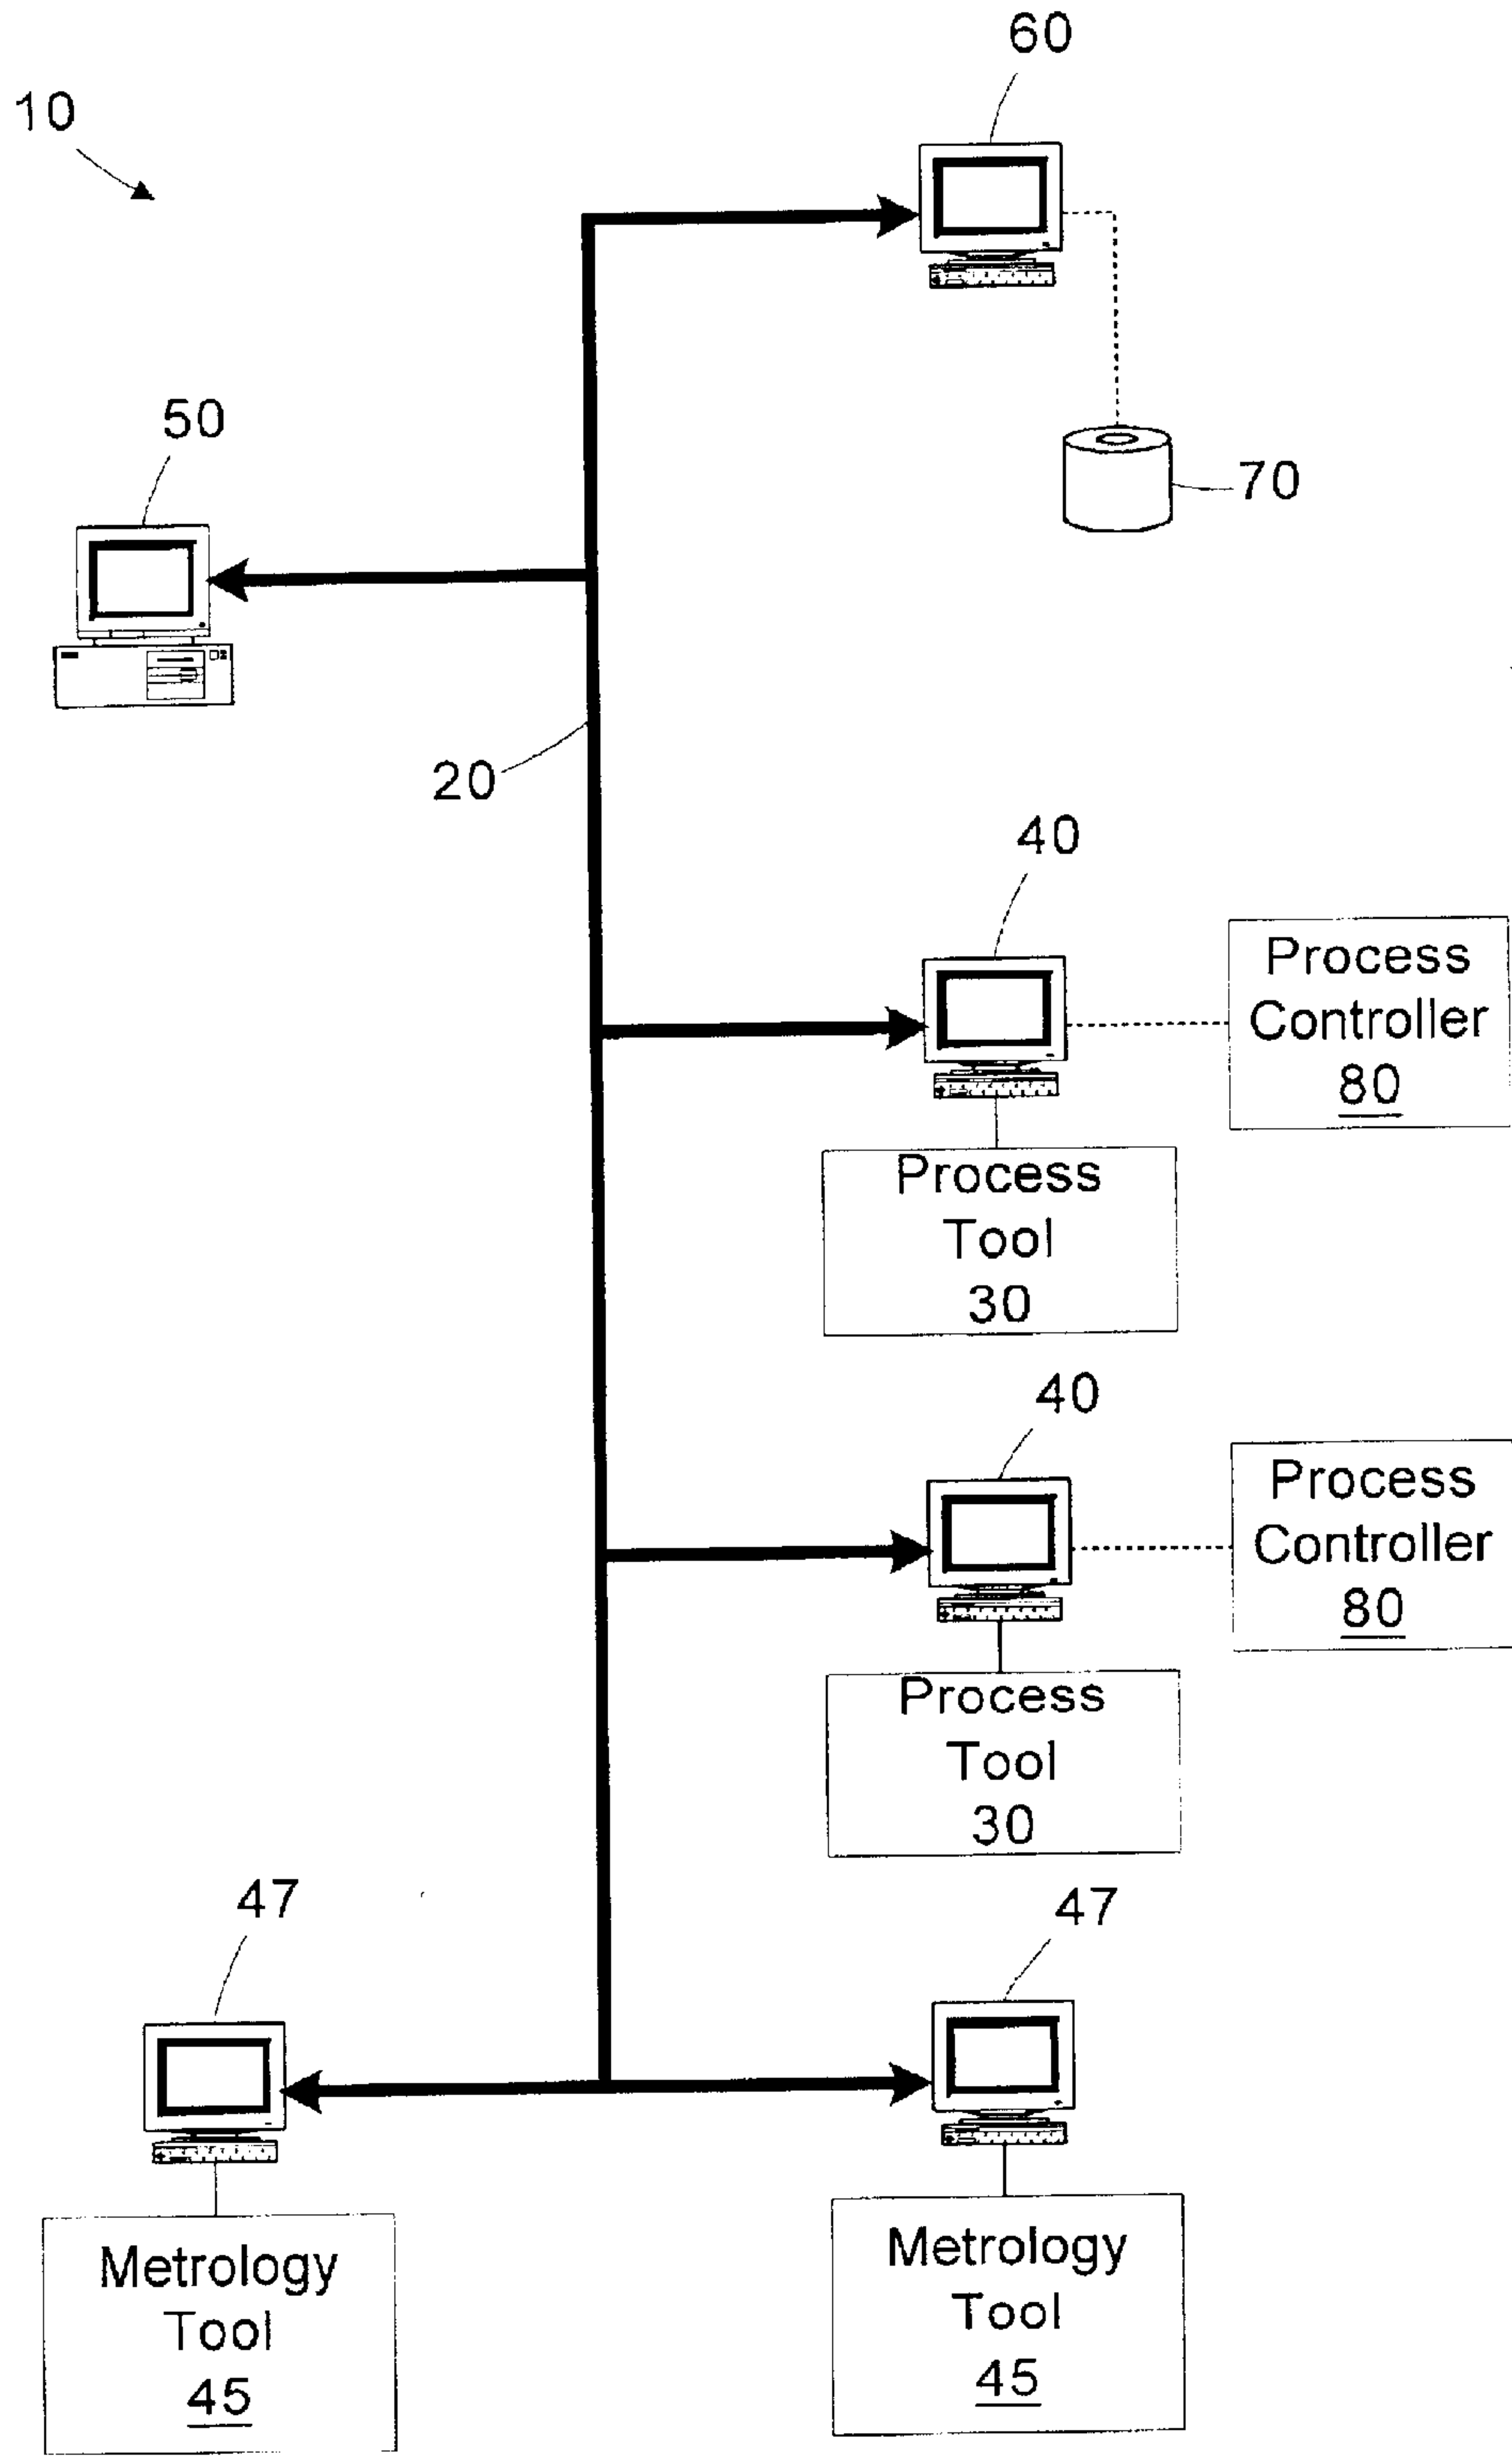 60
10
50
70
20
40
Process
Controller
80
Process
Tool
30
40
Process
Controller
80
Process
Tool
30
47
47
Metrology
Tool
45
Metrology
Tool
45